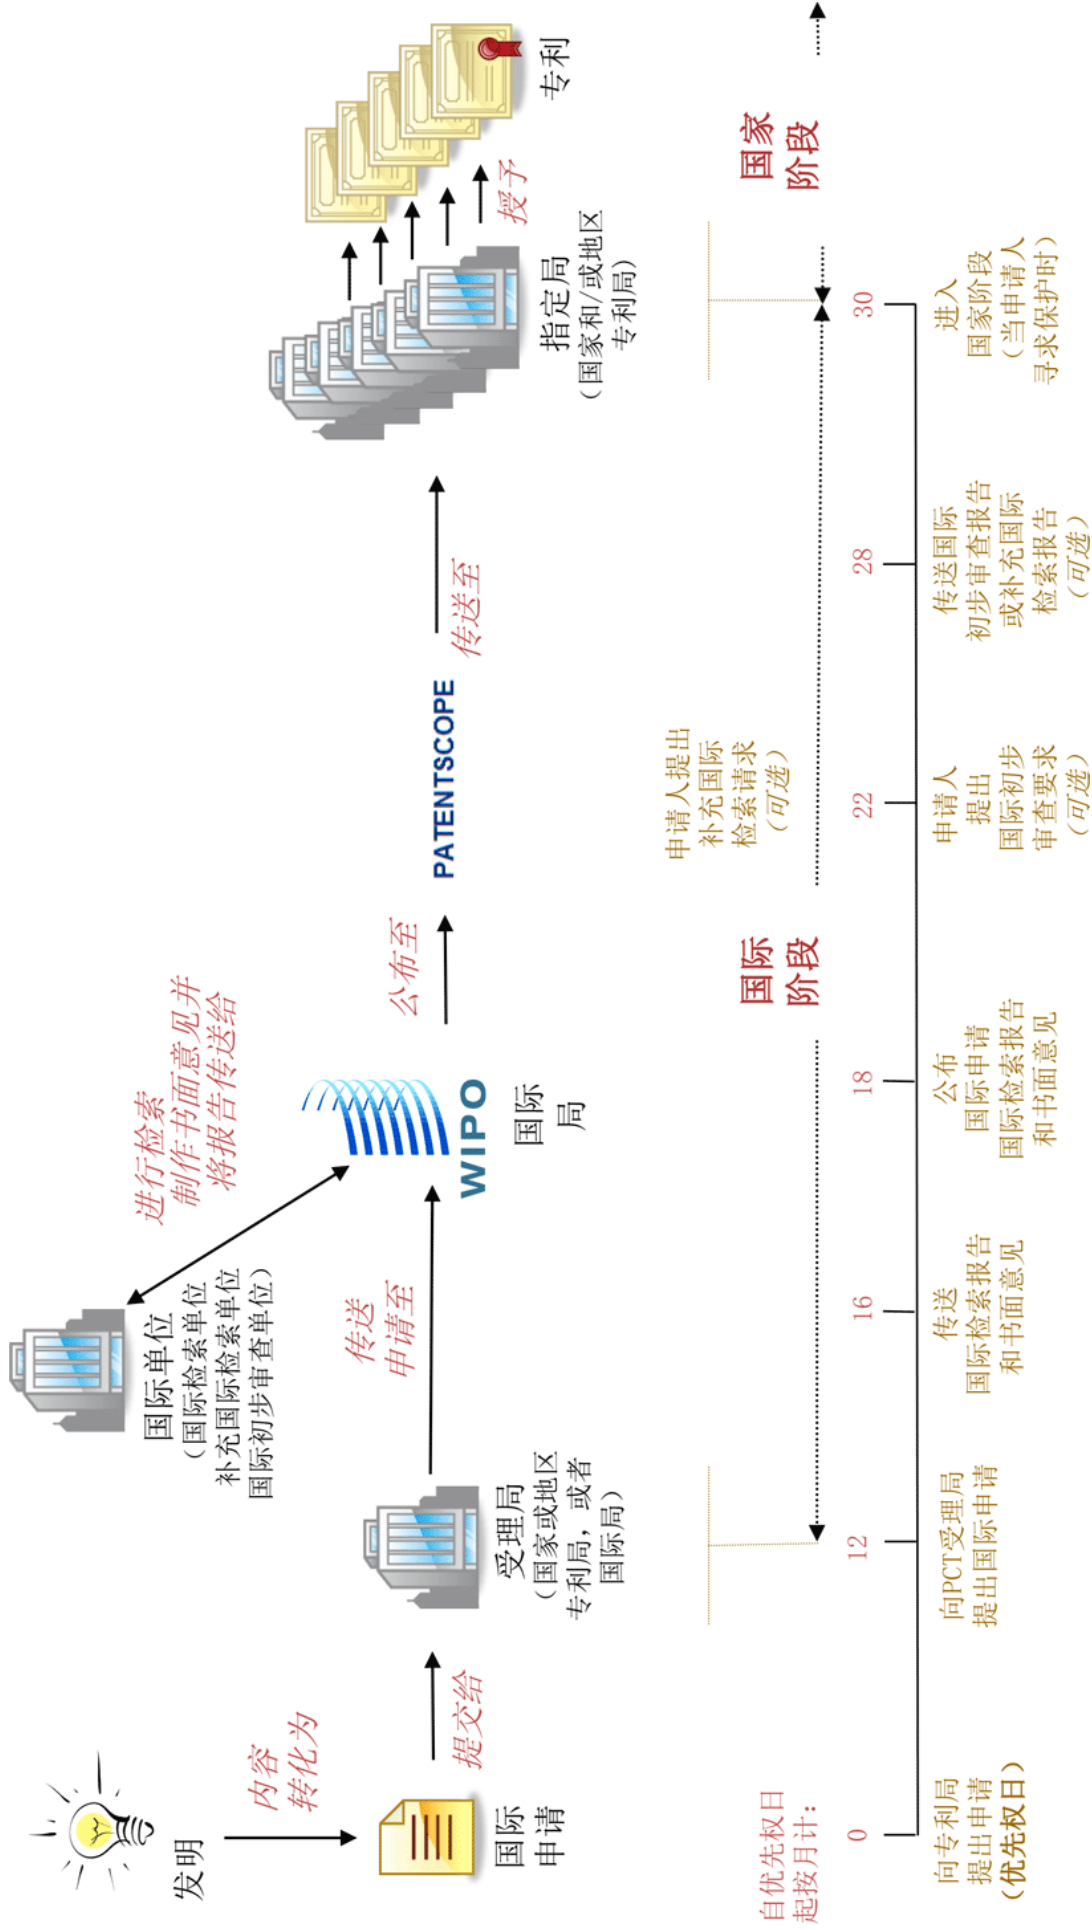 发明
内容
转化为
国际
申请
提交给
受理局
（国家或地区
专利局，或者
国际局）
传送
申请至
国际单位
（国际检索单位
补充国际检索单位
国际初步审查单位）
进行检索
制作书面意见并
将报告传送给
WIPO
国际
局
公布至
PATENTSCOPE
传送至
指定局
（国家和/或地区
专利局）
授予
专利
国际
阶段
申请人提出
补充国际
检索请求
（可选）
国家
阶段
自优先权日
起按月计：
0
12
16
18
22
28
30
向专利局
提出申请
（优先权日）
向PCT受理局
提出国际申请
传送
国际检索报告
和书面意见
公布
国际申请
国际检索报告
和书面意见
申请人
提出
国际初步
审查要求
（可选）
传送国际
初步审查报告
或补充国际
检索报告
（可选）
进入
国家阶段
（当申请人
寻求保护时）